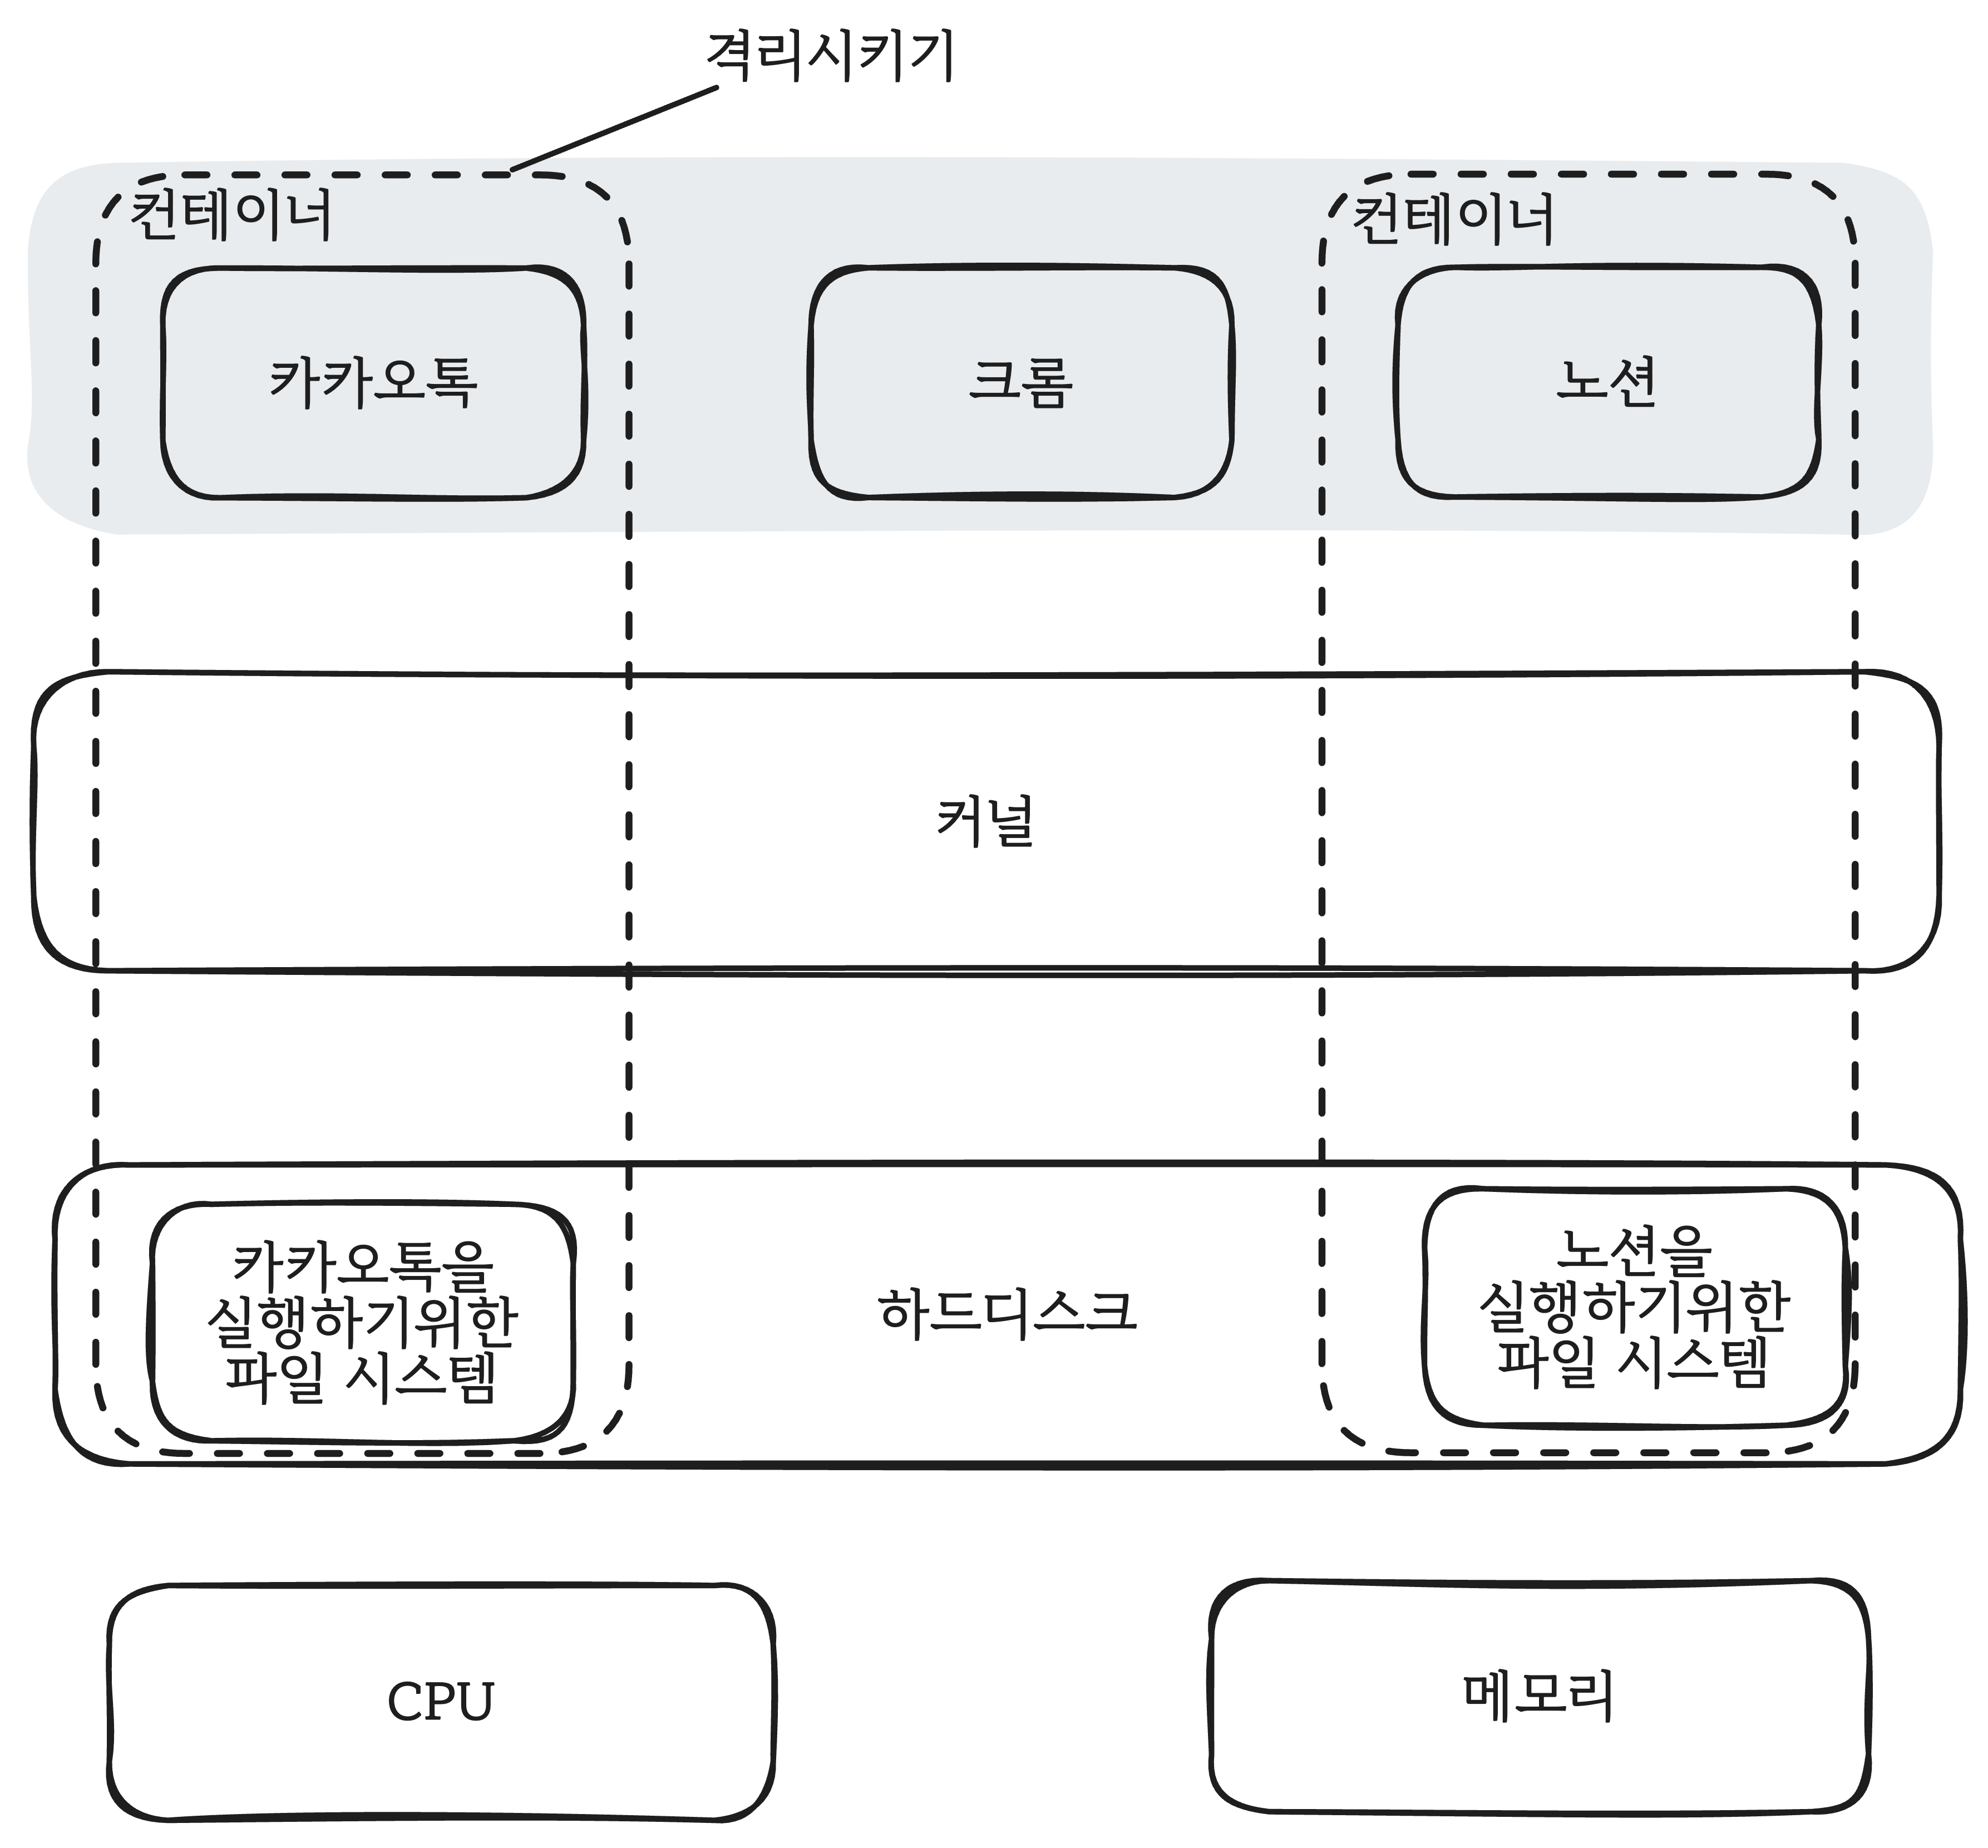 격리시키기
컨테이너
컨테이너
카카오톡
크롬
노션
커널
카카오톡을
실행하기위한
파일 시스템
하드디스크
노션을
실행하기위한
파일 시스템
CPU
메모리